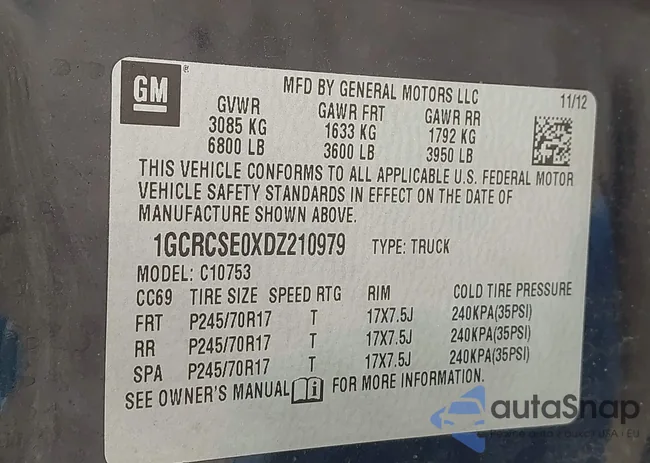 GM
MFD BY GENERAL MOTORS LLC 11/12
GVWR GAWR FRT GAWR RR
3085 KG 1633 KG 1792 KG
6800 LB 3600 LB 3950 LB
THIS VEHICLE CONFORMS TO ALL APPLICABLE U.S. FEDERAL MOTOR
VEHICLE SAFETY STANDARDS IN EFFECT ON THE DATE OF
MANUFACTURE SHOWN ABOVE.
1GCRCSE0XDZ210979 TYPE: TRUCK
MODEL: C10753
CC69 TIRE SIZE SPEED RTG RIM COLD TIRE PRESSURE
FRT P245/70R17 T 17X7.5J 240KPA(35PSI)
RR P245/70R17 T 17X7.5J 240KPA(35PSI)
SPA P245/70R17 T 17X7.5J 240KPA(35PSI)
SEE OWNER'S MANUAL FOR MORE INFORMATION.
autaSnap